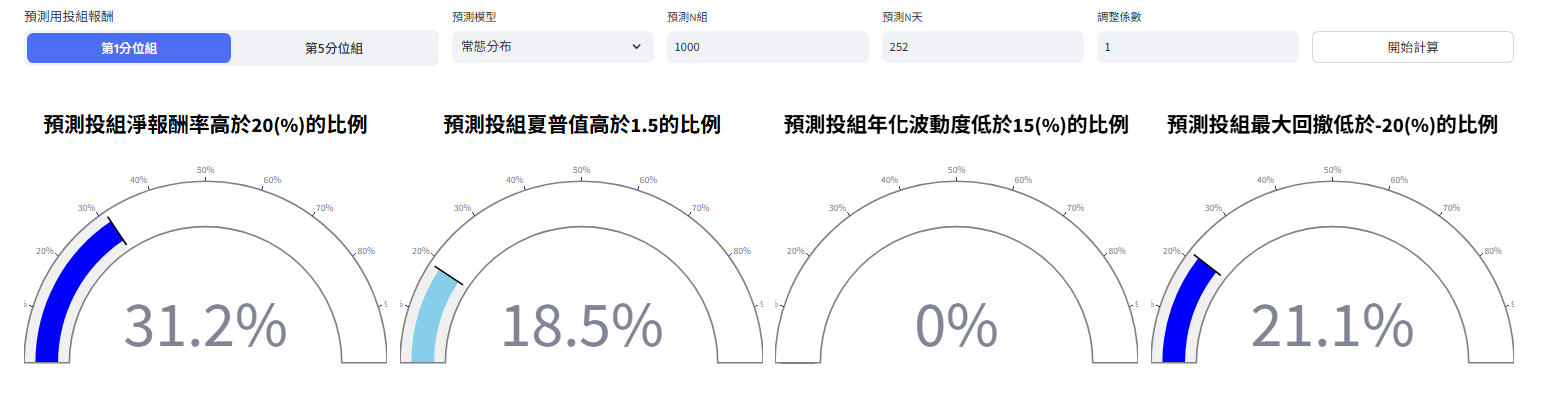 預測用投組報酬
第1分位組
第5分位組
預測模型
常態分布
預測N組
1000
預測N天
252
調整係數
1
開始計算
預測投組淨報酬率高於20(%)的比例
20%
30%
40%
50%
60%
70%
80%
31.2%
預測投組夏普值高於1.5的比例
20%
30%
40%
50%
60%
70%
80%
18.5%
預測投組年化波動度低於15(%)的比例
20%
30%
40%
50%
60%
70%
80%
0%
預測投組最大回撤低於-20(%)的比例
20%
30%
40%
50%
60%
70%
80%
21.1%